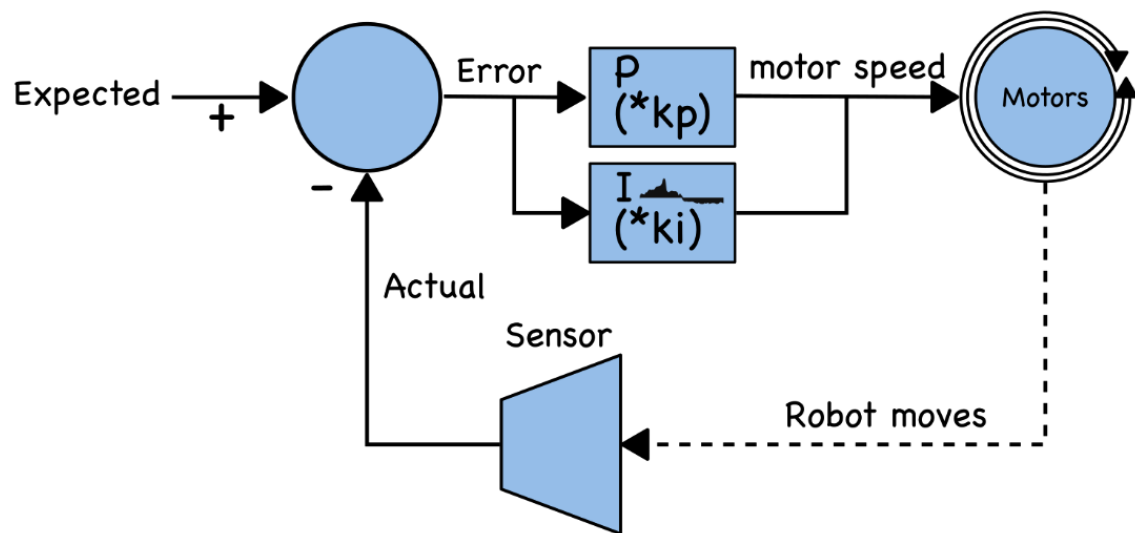 Expected
+
-
Error
P
(*kp)
I
(*ki)
motor speed
Motors
Actual
Sensor
Robot moves